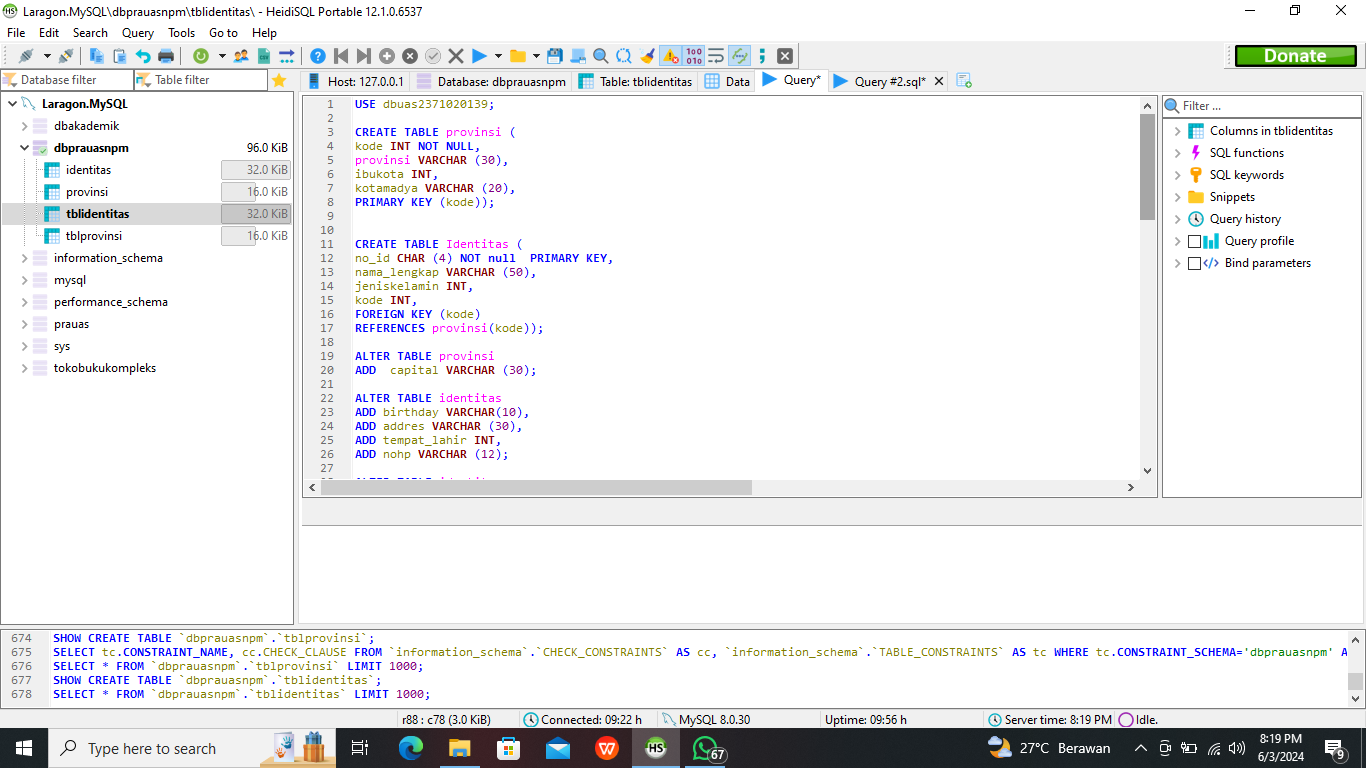 Laragon.MySQL\dbprauasnpm\tblidentitas\ - HeidiSQL Portable 12.1.0.6537
File Edit Search Query Tools Go to Help
Donate
Database filter Table filter
Host: 127.0.0.1 Database: dbprauasnpm Table: tblidentitas Data Query* Query #2.sql*
Laragon.MySQL
dbakademik
dbprauasnpm 96.0 KiB
identitas 32.0 KiB
provinsi 16.0 KiB
tblidentitas 32.0 KiB
tblprovinsi 16.0 KiB
information_schema
mysql
performance_schema
prauas
sys
tokobukukompleks
1 USE dbuas2371020139;
2
3 CREATE TABLE provinsi (
4 kode INT NOT NULL,
5 provinsi VARCHAR (30),
6 ibukota INT,
7 kotamadya VARCHAR (20),
8 PRIMARY KEY (kode));
9
10
11 CREATE TABLE Identitas (
12 no_id CHAR (4) NOT null  PRIMARY KEY,
13 nama_lengkap VARCHAR (50),
14 jeniskelamin INT,
15 kode INT,
16 FOREIGN KEY (kode)
17 REFERENCES provinsi(kode));
18
19 ALTER TABLE provinsi
20 ADD  capital VARCHAR (30);
21
22 ALTER TABLE identitas
23 ADD birthday VARCHAR(10),
24 ADD addres VARCHAR (30),
25 ADD tempat_lahir INT,
26 ADD nohp VARCHAR (12);
27
Filter ...
Columns in tblidentitas
SQL functions
SQL keywords
Snippets
Query history
Query profile
Bind parameters
674 SHOW CREATE TABLE `dbprauasnpm`.`tblprovinsi`;
675 SELECT tc.CONSTRAINT_NAME, cc.CHECK_CLAUSE FROM `information_schema`.`CHECK_CONSTRAINTS` AS cc, `information_schema`.`TABLE_CONSTRAINTS` AS tc WHERE tc.CONSTRAINT_SCHEMA='dbprauasnpm' A
676 SELECT * FROM `dbprauasnpm`.`tblprovinsi` LIMIT 1000;
677 SHOW CREATE TABLE `dbprauasnpm`.`tblidentitas`;
678 SELECT * FROM `dbprauasnpm`.`tblidentitas` LIMIT 1000;
r88 : c78 (3.0 KiB) Connected: 09:22 h MySQL 8.0.30 Uptime: 09:56 h Server time: 8:19 PM Idle.
Type here to search HS 67 27°C Berawan 8:19 PM
6/3/2024 9